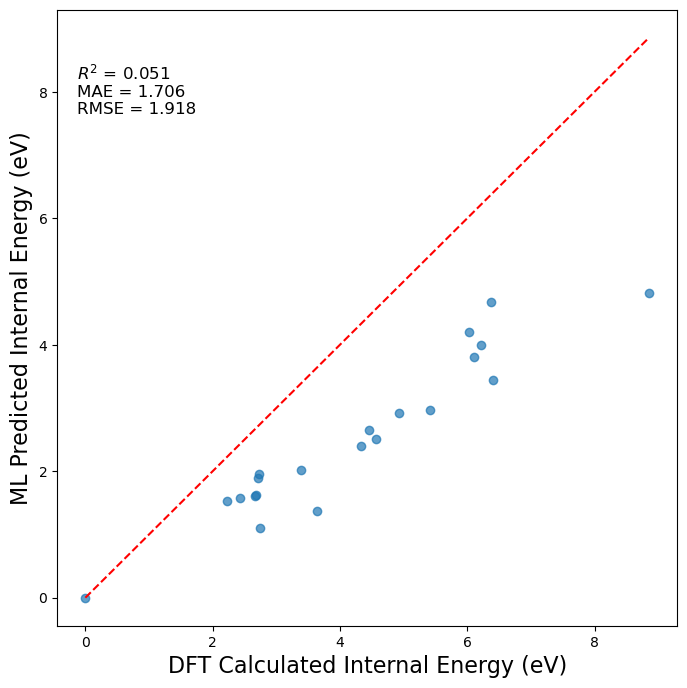 $R^2$ = 0.051
MAE = 1.706
RMSE = 1.918
ML Predicted Internal Energy (eV)
8
6
4
2
0
0 2 4 6 8
DFT Calculated Internal Energy (eV)